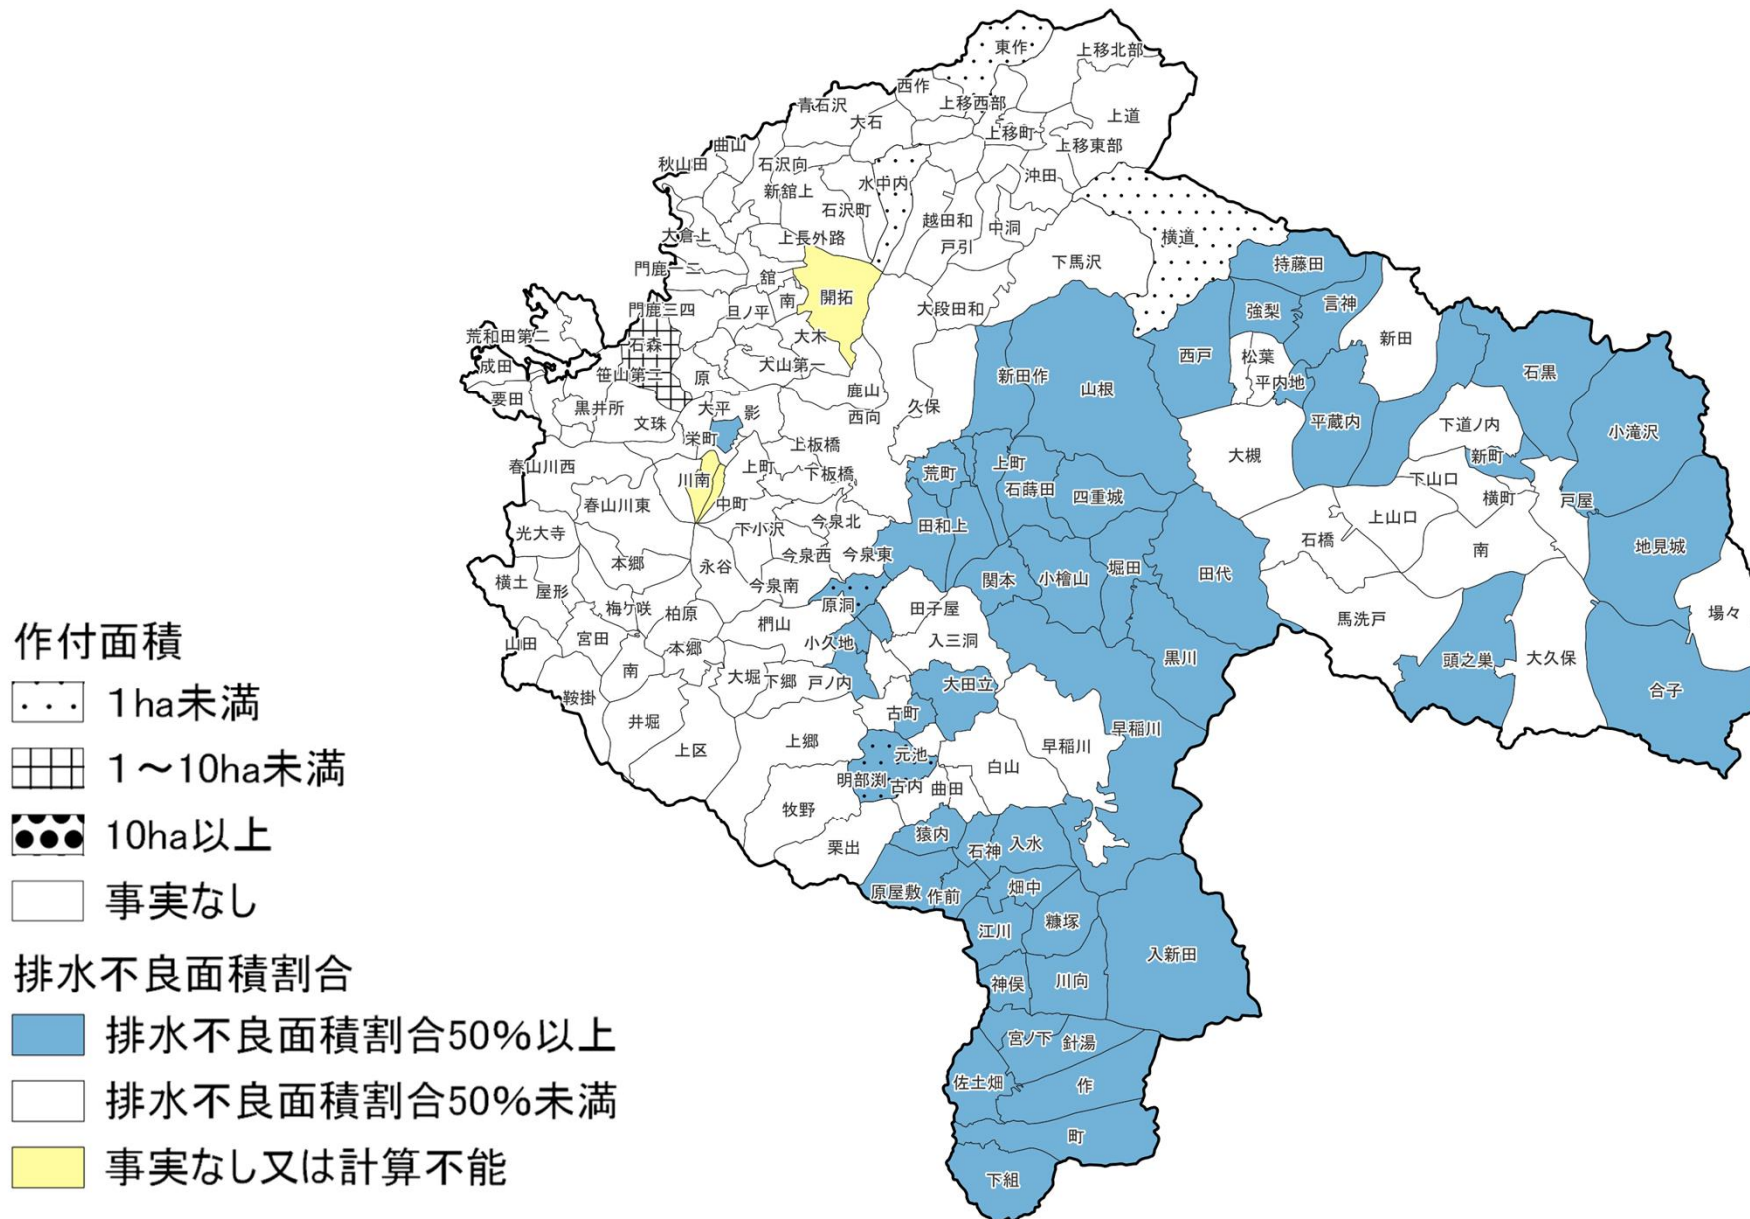 東作
上移北部
西作
青石沢
上移西部
上道
大石
上移町
曲山
上移東部
秋山田
石沢向
沖田
水中内
新舘上
石沢町
越田和
中洞
横道
大倉上
上長外路
戸引
下馬沢
持藤田
門鹿一二
舘
南
開拓
強梨
言神
門鹿三四
旦ノ平
大段田和
荒和田第二
石森
大木
新田
成田
犬山第一
西戸
松葉
石黒
笹山第二
原
新田作
山根
平内地
要田
鹿山
黒井所
大平
影
西向
久保
文珠
平蔵内
下道ノ内
小滝沢
栄町
上板橋
春山川西
上町
下板橋
荒町
上町
大槻
新町
川南
石蒔田
四重城
下山口
春山川東
中町
横町
戸屋
光大寺
下小沢
今泉北
田和上
上山口
石橋
本郷
永谷
今泉西
今泉東
南
地見城
横土
屋形
今泉南
関本
小檜山
堀田
田代
梅ケ咲
柏原
原洞
田子屋
場々
山田
宮田
椚山
小久地
入三洞
馬洗戸
本郷
南
大堀
下郷
戸ノ内
大田立
黒川
頭之巣
大久保
鞍掛
合子
井堀
古町
早稲川
上区
上郷
元池
早稲川
白山
明部渕
古内
曲田
牧野
猿内
入水
栗出
石神
原屋敷
作前
畑中
江川
糠塚
入新田
神俣
川向
宮ノ下
針湯
佐土畑
作
町
下組
作付面積
1ha未満
1～10ha未満
10ha以上
事実なし
排水不良面積割合
排水不良面積割合50%以上
排水不良面積割合50%未満
事実なし又は計算不能